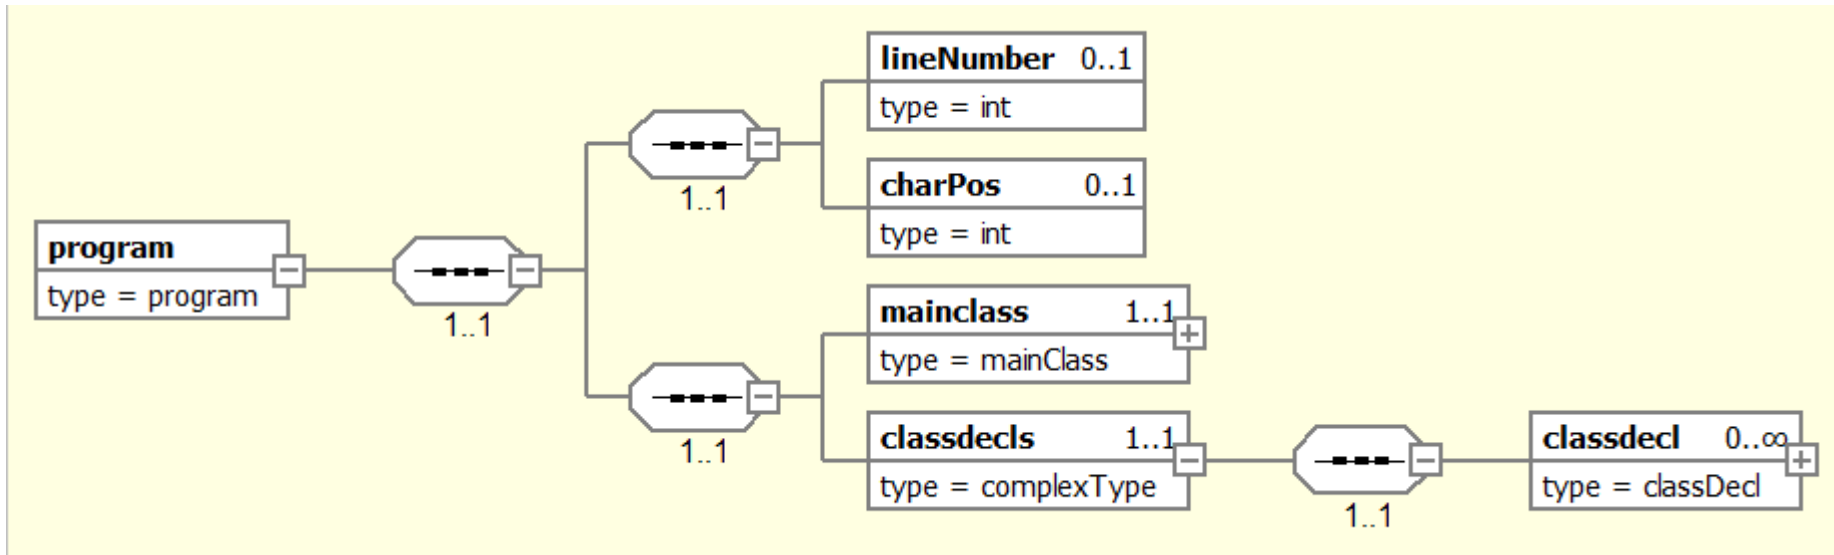 program
type = program
1..1
1..1
lineNumber 0..1
type = int
charPos 0..1
type = int
1..1
mainclass 1..1
type = mainClass
classdecls 1..1
type = complexType
1..1
classdecl 0..∞
type = classDecl